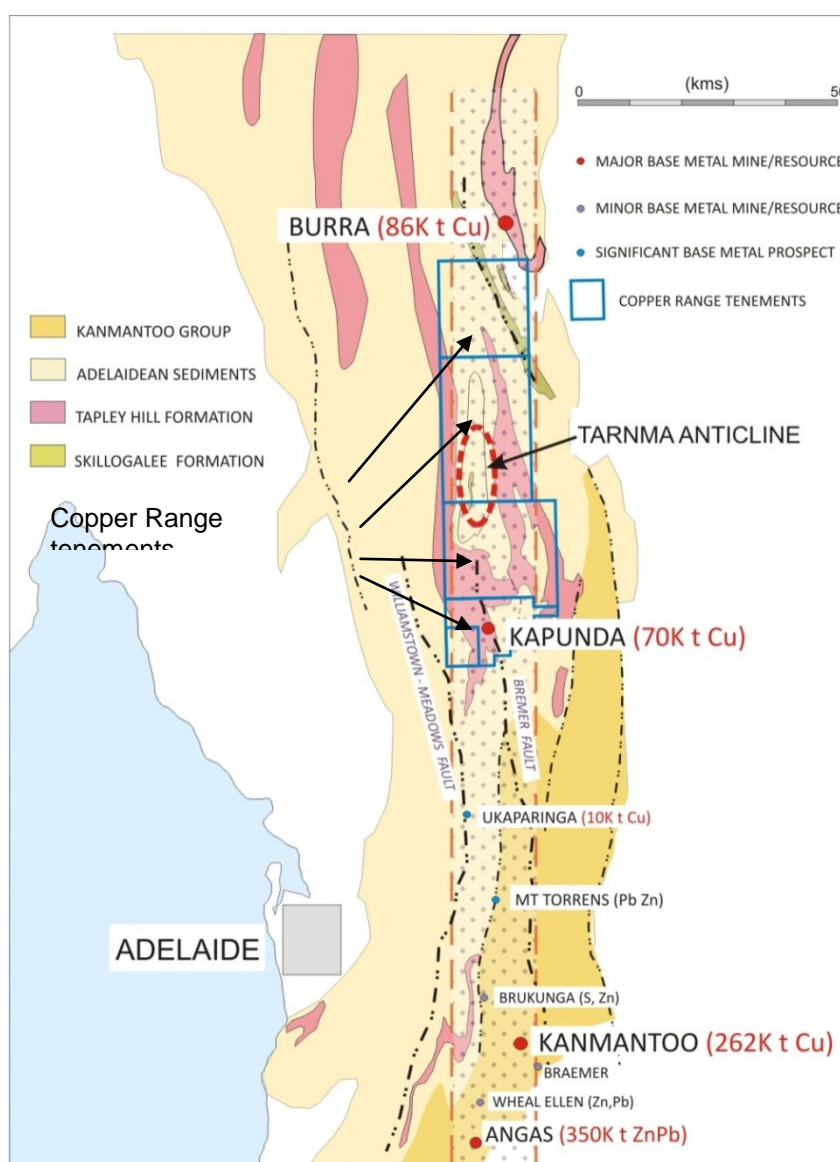 (kms)
0
50
MAJOR BASE METAL MINE/RESOURCE
MINOR BASE METAL MINE/RESOURCE
SIGNIFICANT BASE METAL PROSPECT
COPPER RANGE TENEMENTS
BURRA (86K t Cu)
KANMANTOO GROUP
ADELAIDEAN SEDIMENTS
TAPLEY HILL FORMATION
SKILLOGALEE FORMATION
TARNMA ANTICLINE
Copper Range
tenements
WILLIAMSTOWN - MEADOWS FAULT
KAPUNDA (70K t Cu)
BREMER FAULT
UKAPARINGA (10K t Cu)
MT TORRENS (Pb Zn)
ADELAIDE
BRUKUNGA (S, Zn)
KANMANTOO (262K t Cu)
BRAEMER
WHEAL ELLEN (Zn,Pb)
ANGAS (350K t ZnPb)